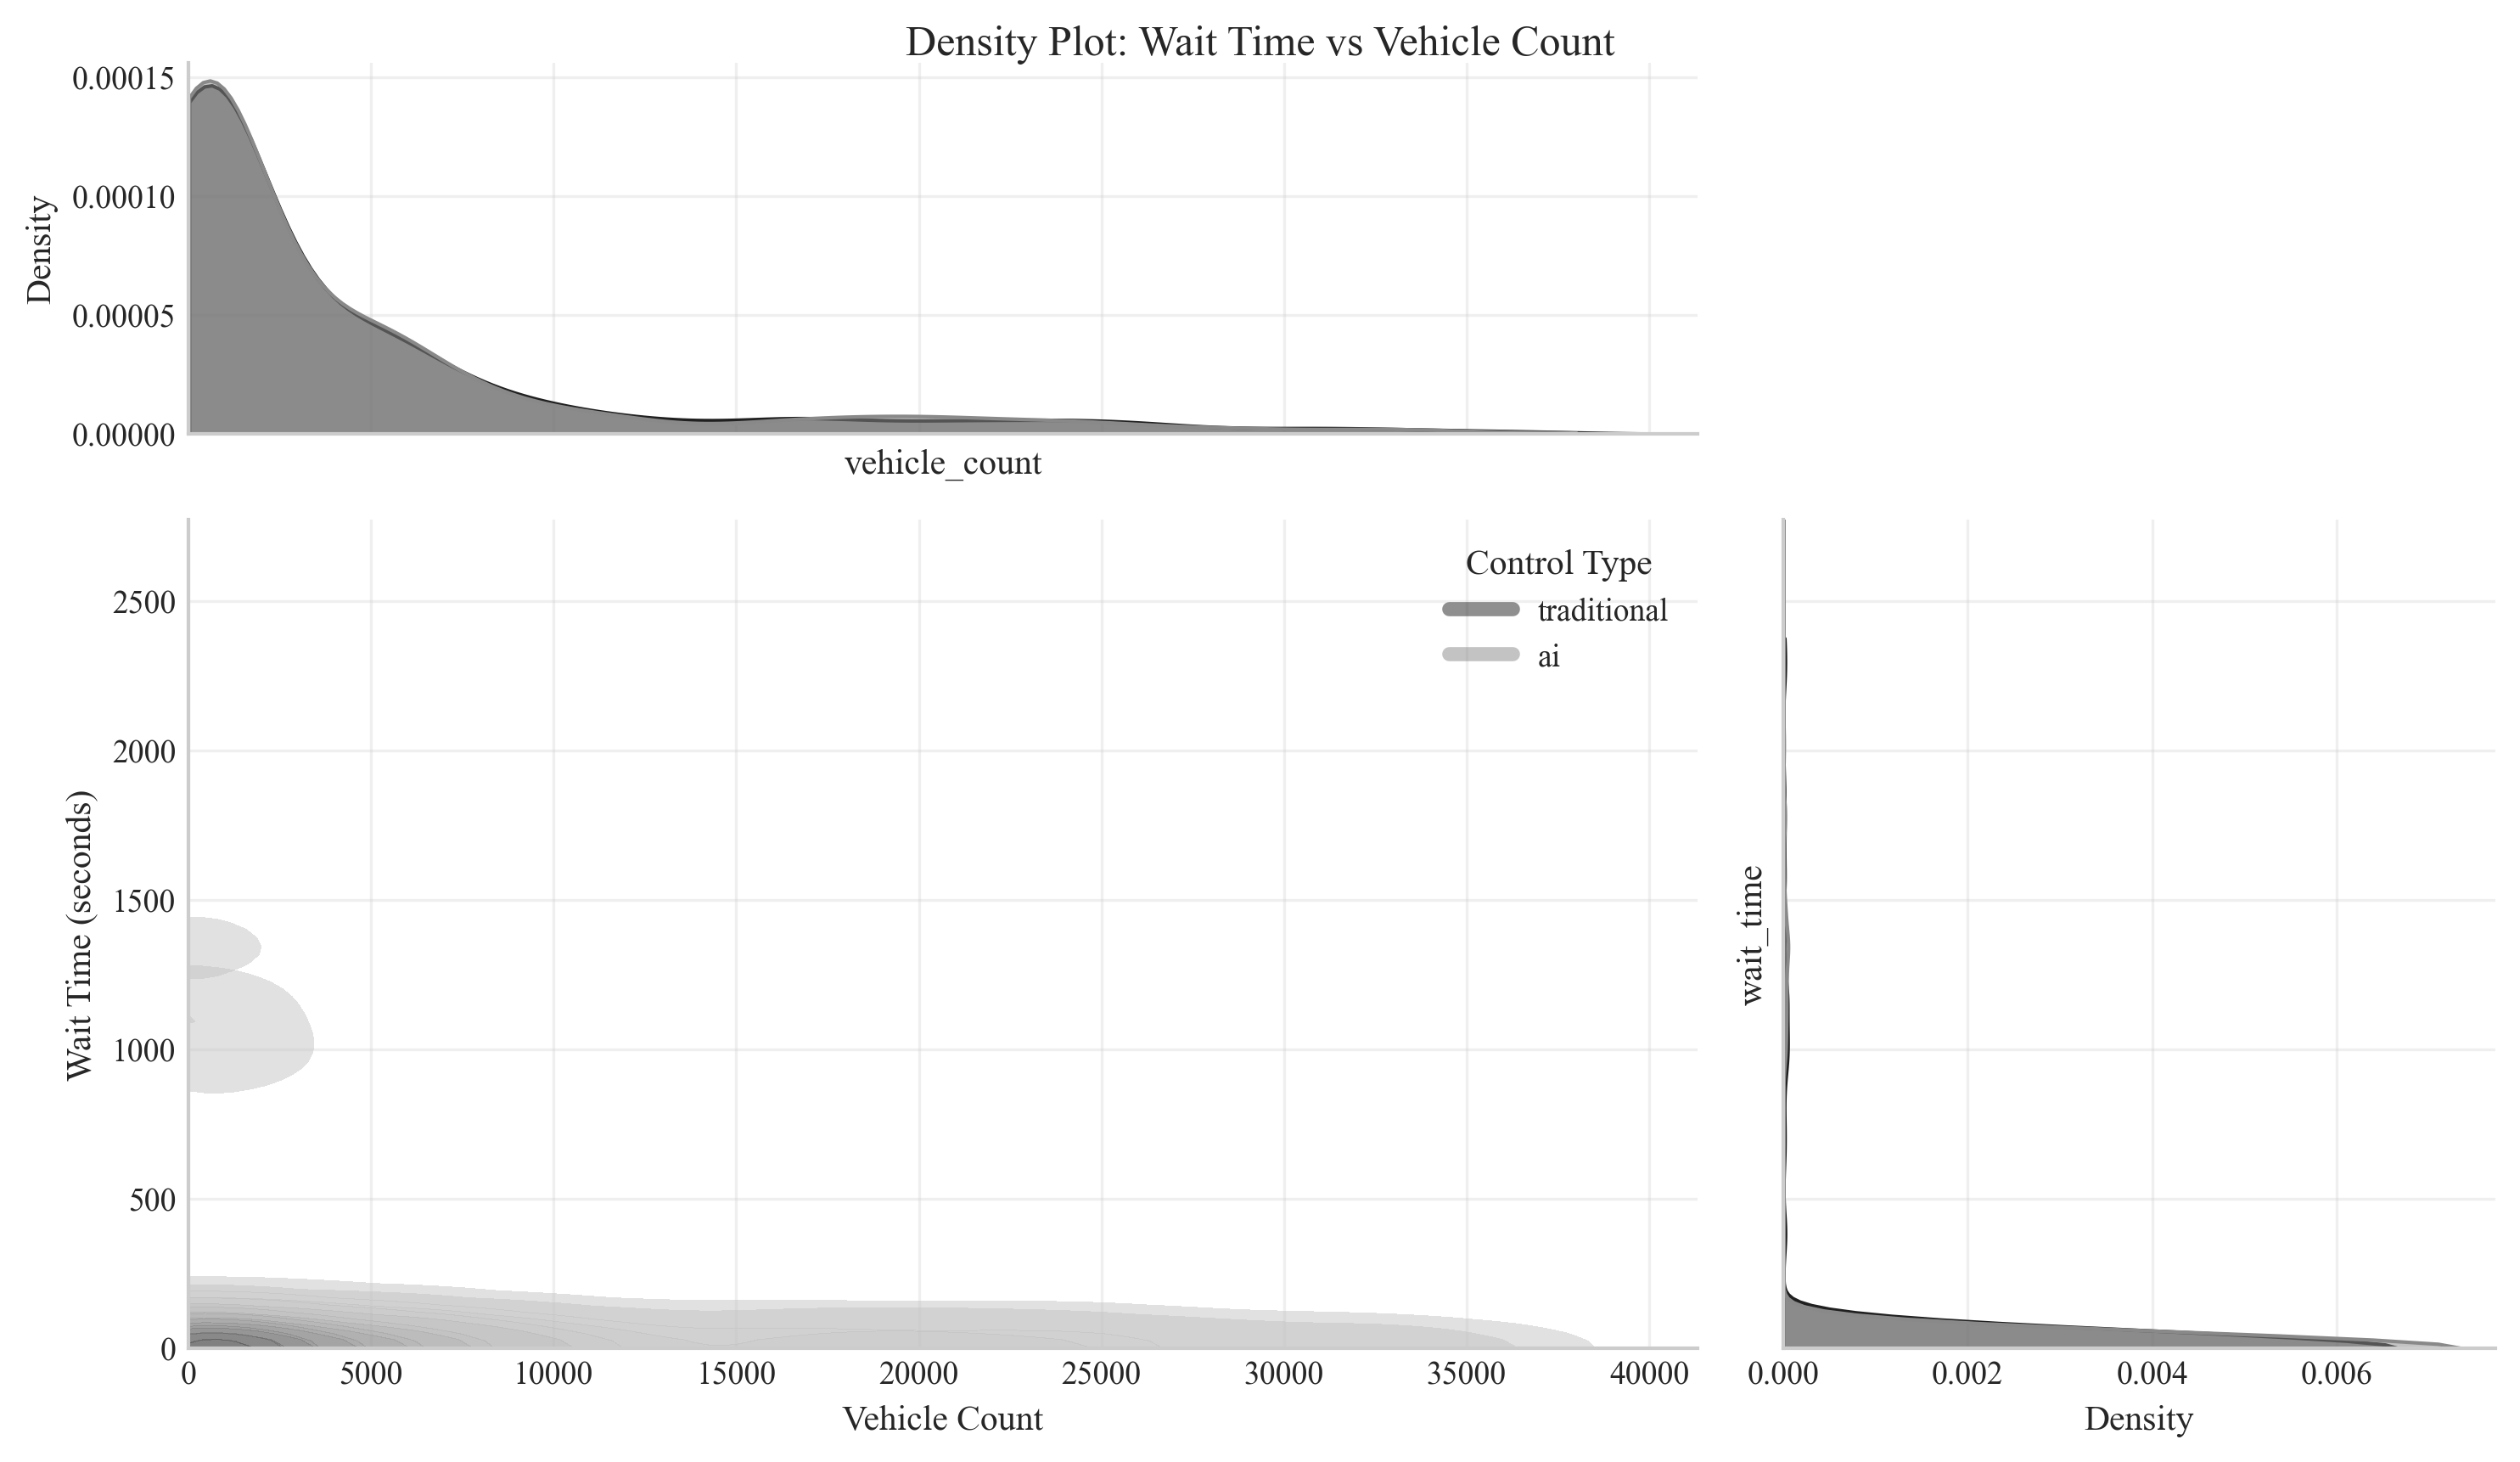 Density Plot: Wait Time vs Vehicle Count
Density
0.00015
0.00010
0.00005
0.00000
vehicle_count
Wait Time (seconds)
2500
2000
1500
1000
500
0
Control Type
traditional
ai
0 5000 10000 15000 20000 25000 30000 35000 40000
Vehicle Count
wait_time
0.000 0.002 0.004 0.006
Density